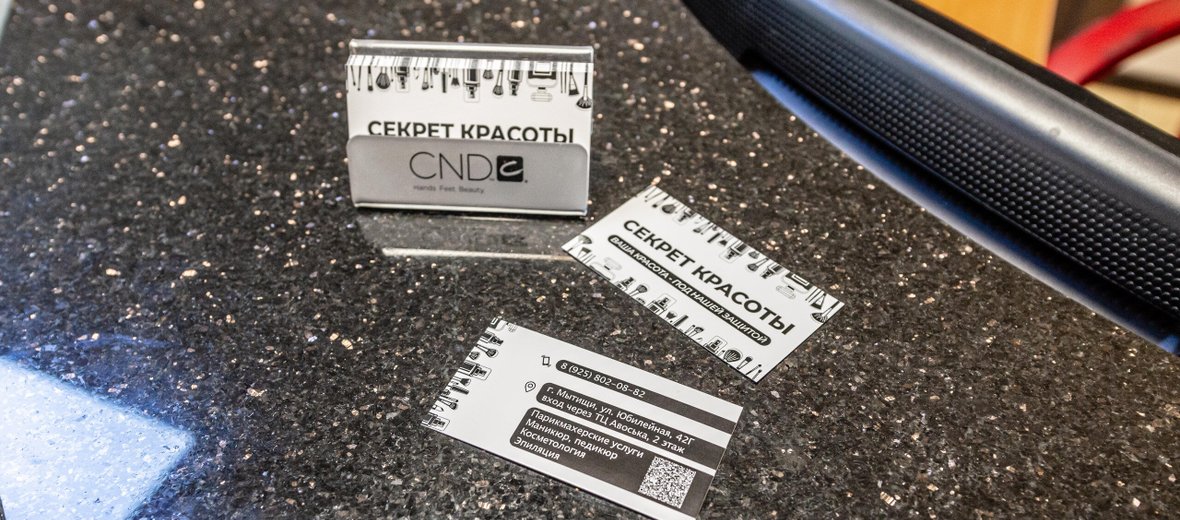 СЕКРЕТ КРАСОТЫ
CND
Hands. Feet. Beauty.
СЕКРЕТ КРАСОТЫ
ВАША КРАСОТА - ПОД НАШЕЙ ЗАЩИТОЙ
8 (925) 802-08-82
г. Мытищи, ул. Юбилейная, 42Г
вход через ТЦ Авоська, 2 этаж
Парикмахерские услуги
Маникюр, педикюр
Косметология
Эпиляция